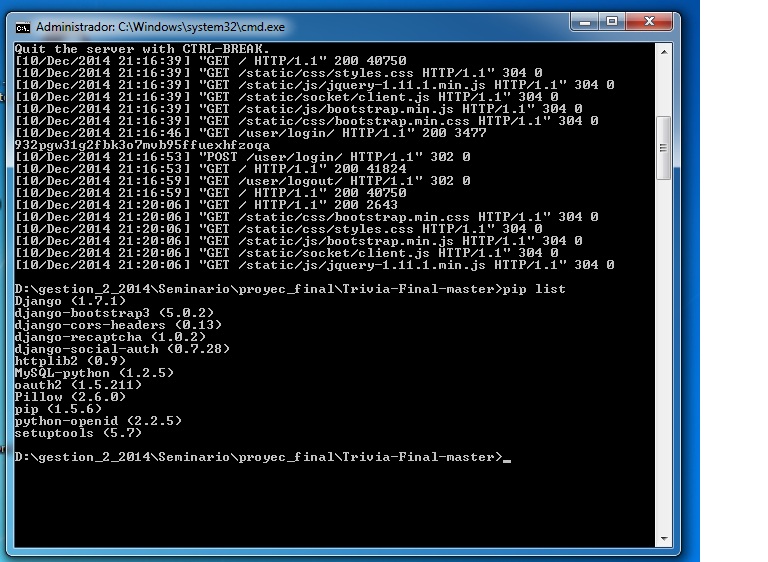 Administrador: C:\Windows\system32\cmd.exe
Quit the server with CTRL-BREAK.
[10/Dec/2014 21:16:39] "GET / HTTP/1.1" 200 40750
[10/Dec/2014 21:16:39] "GET /static/css/styles.css HTTP/1.1" 304 0
[10/Dec/2014 21:16:39] "GET /static/js/jquery-1.11.1.min.js HTTP/1.1" 304 0
[10/Dec/2014 21:16:39] "GET /static/socket/client.js HTTP/1.1" 304 0
[10/Dec/2014 21:16:39] "GET /static/js/bootstrap.min.js HTTP/1.1" 304 0
[10/Dec/2014 21:16:39] "GET /static/css/bootstrap.min.css HTTP/1.1" 304 0
[10/Dec/2014 21:16:46] "GET /user/login/ HTTP/1.1" 200 3477
932pgw31g2fbk3o7mvb95ffuexhfzoqa
[10/Dec/2014 21:16:53] "POST /user/login/ HTTP/1.1" 302 0
[10/Dec/2014 21:16:53] "GET / HTTP/1.1" 200 41824
[10/Dec/2014 21:16:59] "GET /user/logout/ HTTP/1.1" 302 0
[10/Dec/2014 21:16:59] "GET / HTTP/1.1" 200 40750
[10/Dec/2014 21:20:06] "GET / HTTP/1.1" 200 2643
[10/Dec/2014 21:20:06] "GET /static/css/bootstrap.min.css HTTP/1.1" 304 0
[10/Dec/2014 21:20:06] "GET /static/css/styles.css HTTP/1.1" 304 0
[10/Dec/2014 21:20:06] "GET /static/js/bootstrap.min.js HTTP/1.1" 304 0
[10/Dec/2014 21:20:06] "GET /static/socket/client.js HTTP/1.1" 304 0
[10/Dec/2014 21:20:06] "GET /static/js/jquery-1.11.1.min.js HTTP/1.1" 304 0
D:\gestion_2_2014\Seminario\proyec_final\Trivia-Final-master>pip list
Django (1.7.1)
django-bootstrap3 (5.0.2)
django-cors-headers (0.13)
django-recaptcha (1.0.2)
django-social-auth (0.7.28)
httplib2 (0.9)
MySQL-python (1.2.5)
oauth2 (1.5.211)
Pillow (2.6.0)
pip (1.5.6)
python-openid (2.2.5)
setuptools (5.7)
D:\gestion_2_2014\Seminario\proyec_final\Trivia-Final-master>_